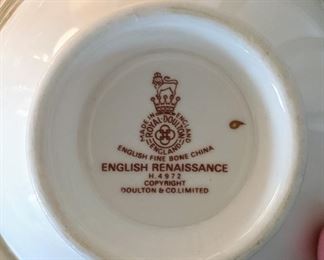 MADE IN ENGLAND
ROYAL DOULTON
ENGLAND
ENGLISH FINE BONE CHINA
ENGLISH RENAISSANCE
H.4972
COPYRIGHT
DOULTON & CO.LIMITED